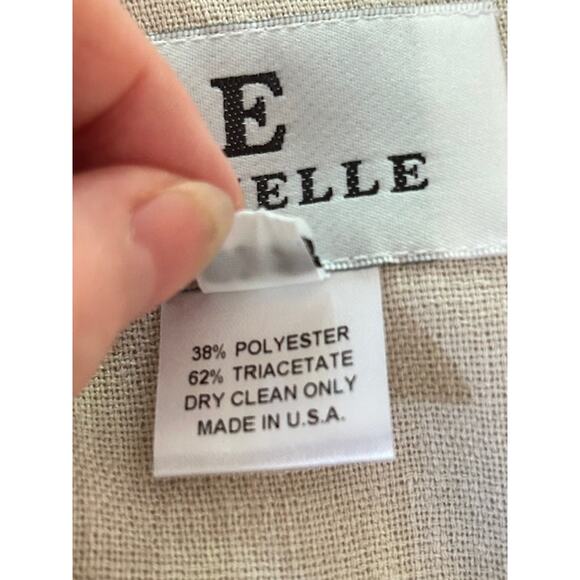 E
ELLE
38% POLYESTER
62% TRIACETATE
DRY CLEAN ONLY
MADE IN U.S.A.